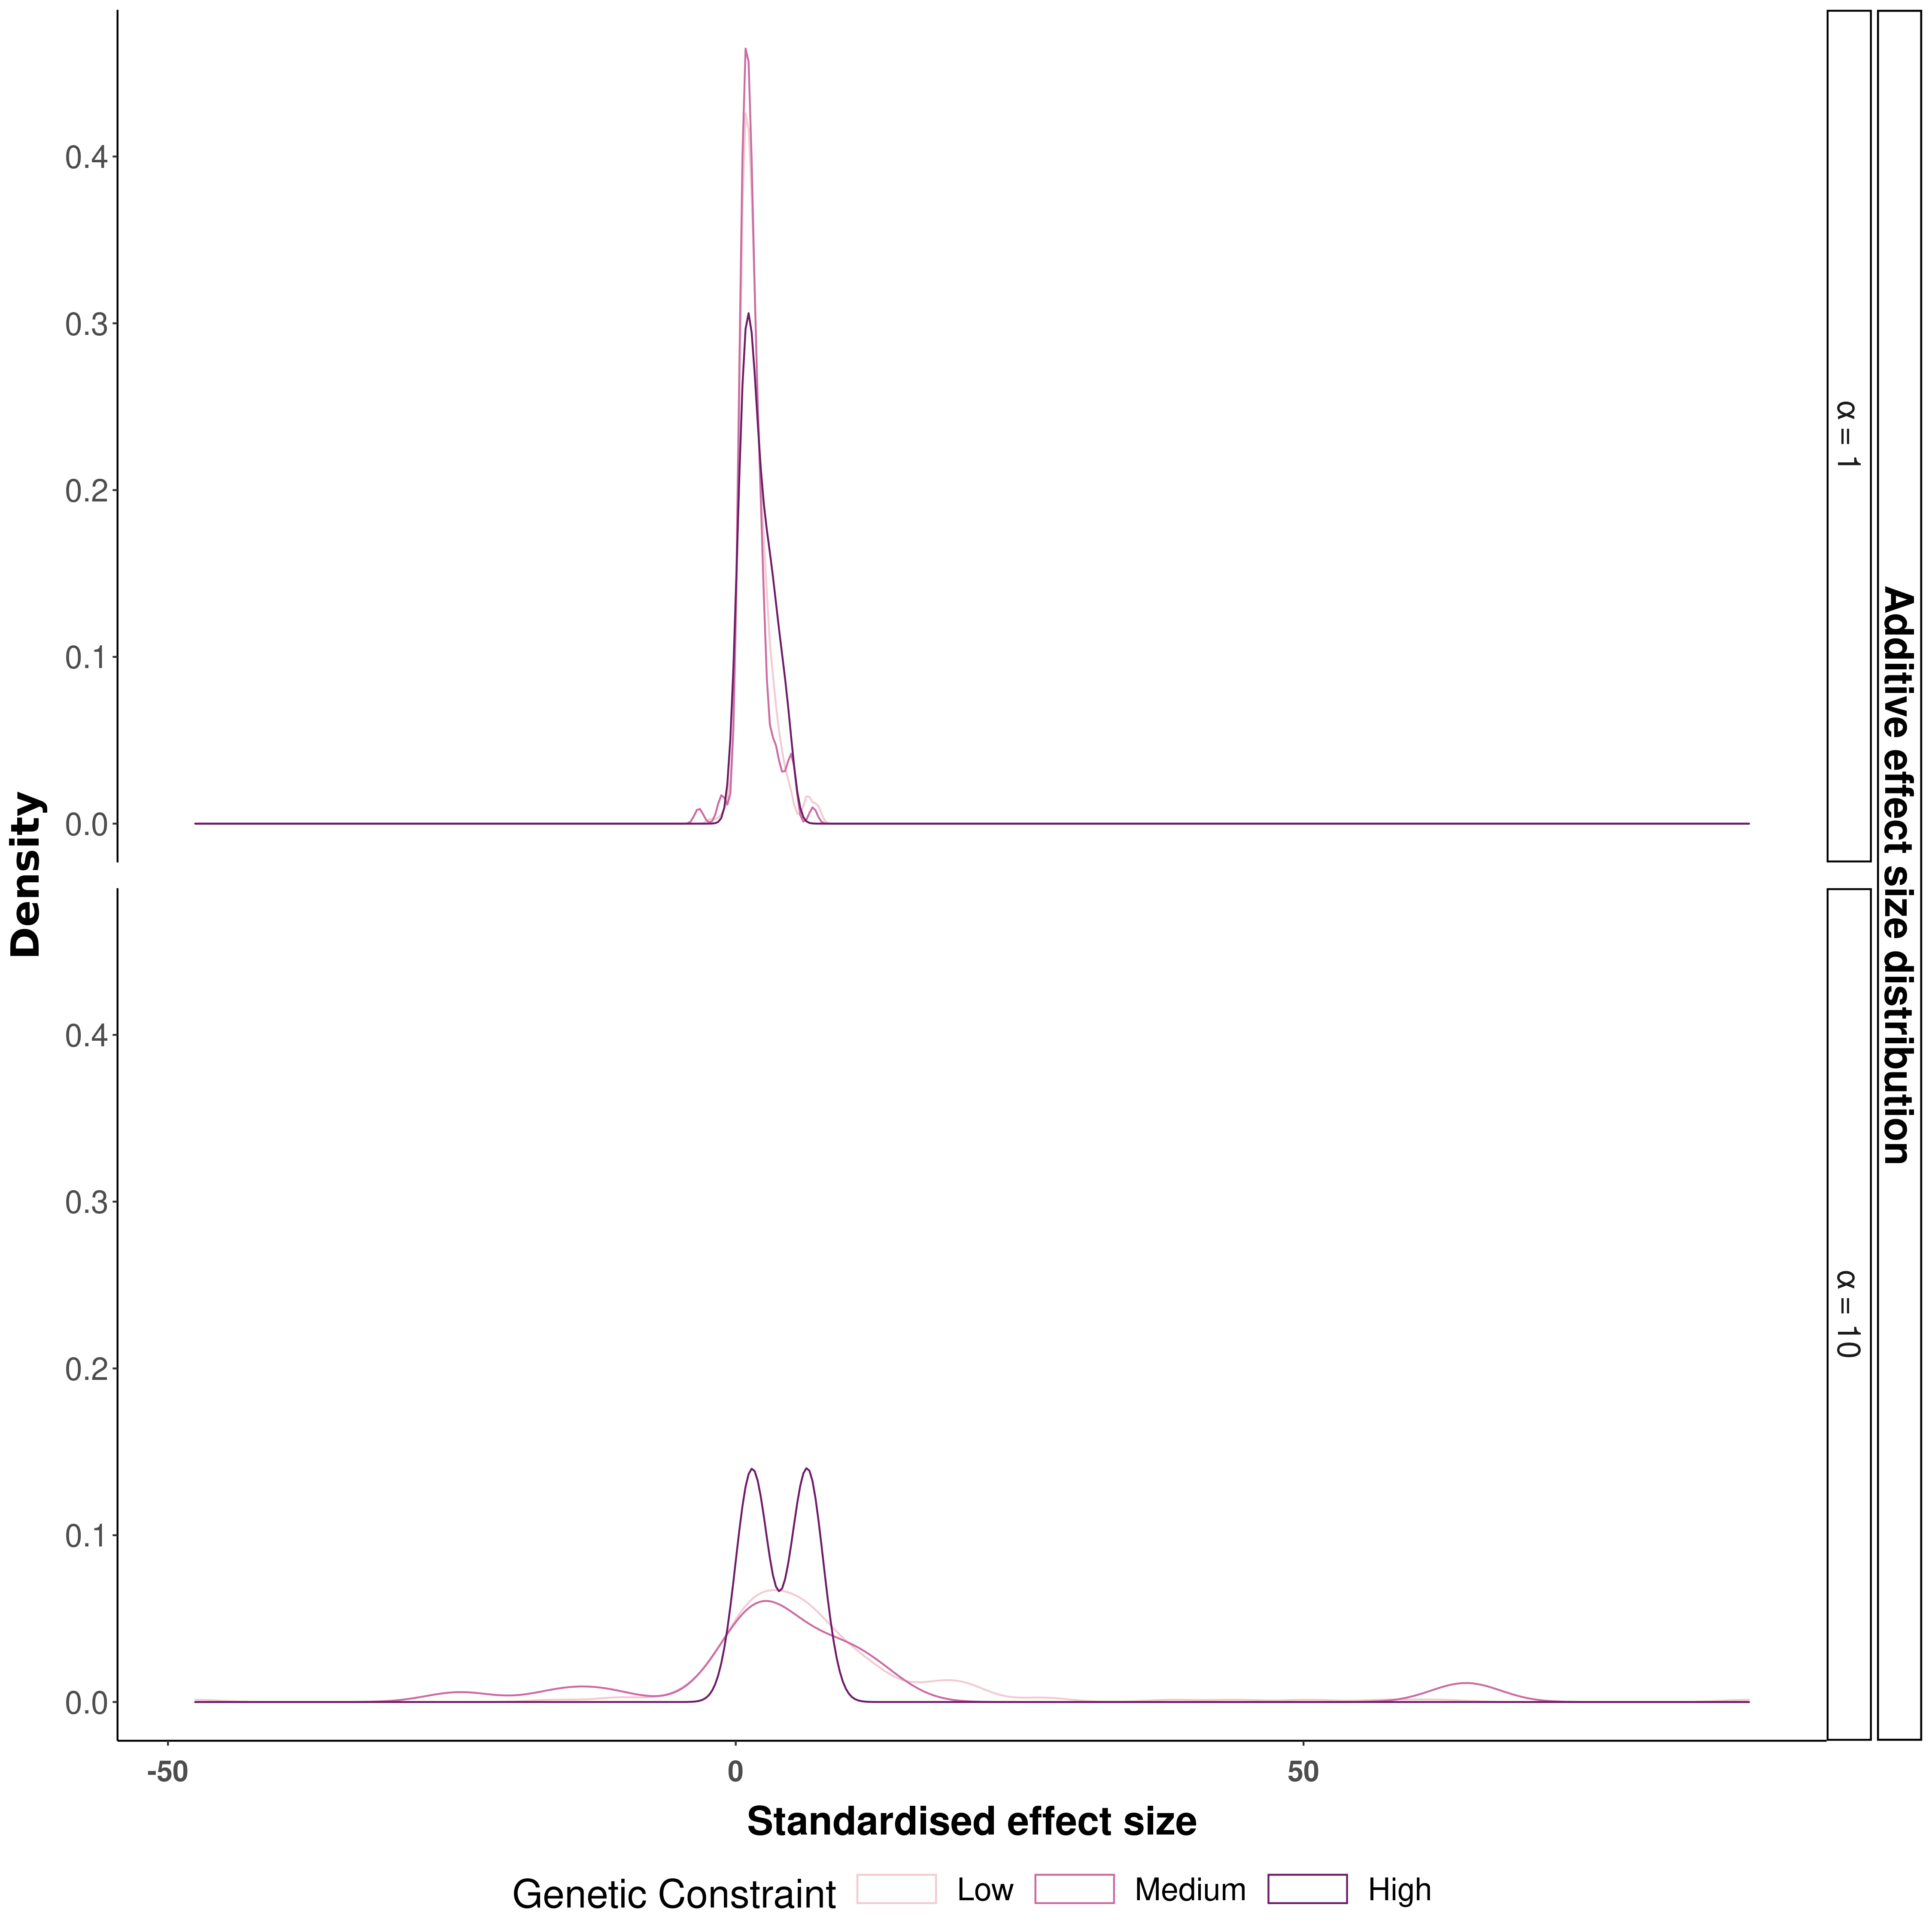 Density
0.4
0.3
0.2
0.1
0.0
α = 1
0.4
0.3
0.2
0.1
0.0
α = 10
Additive effect size distribution
-50 0 50
Standardised effect size
Genetic Constraint Low Medium High